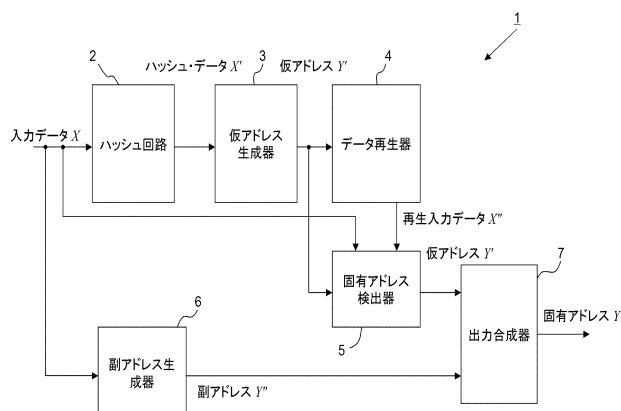 1
2
ハッシュ・データ X'
3
仮アドレス Y'
4
入力データ X
ハッシュ回路
仮アドレス
生成器
データ再生器
再生入力データ X"
仮アドレス Y'
7
固有アドレス
検出器
5
固有アドレス Y
出力合成器
6
副アドレス生
成器
副アドレス Y"